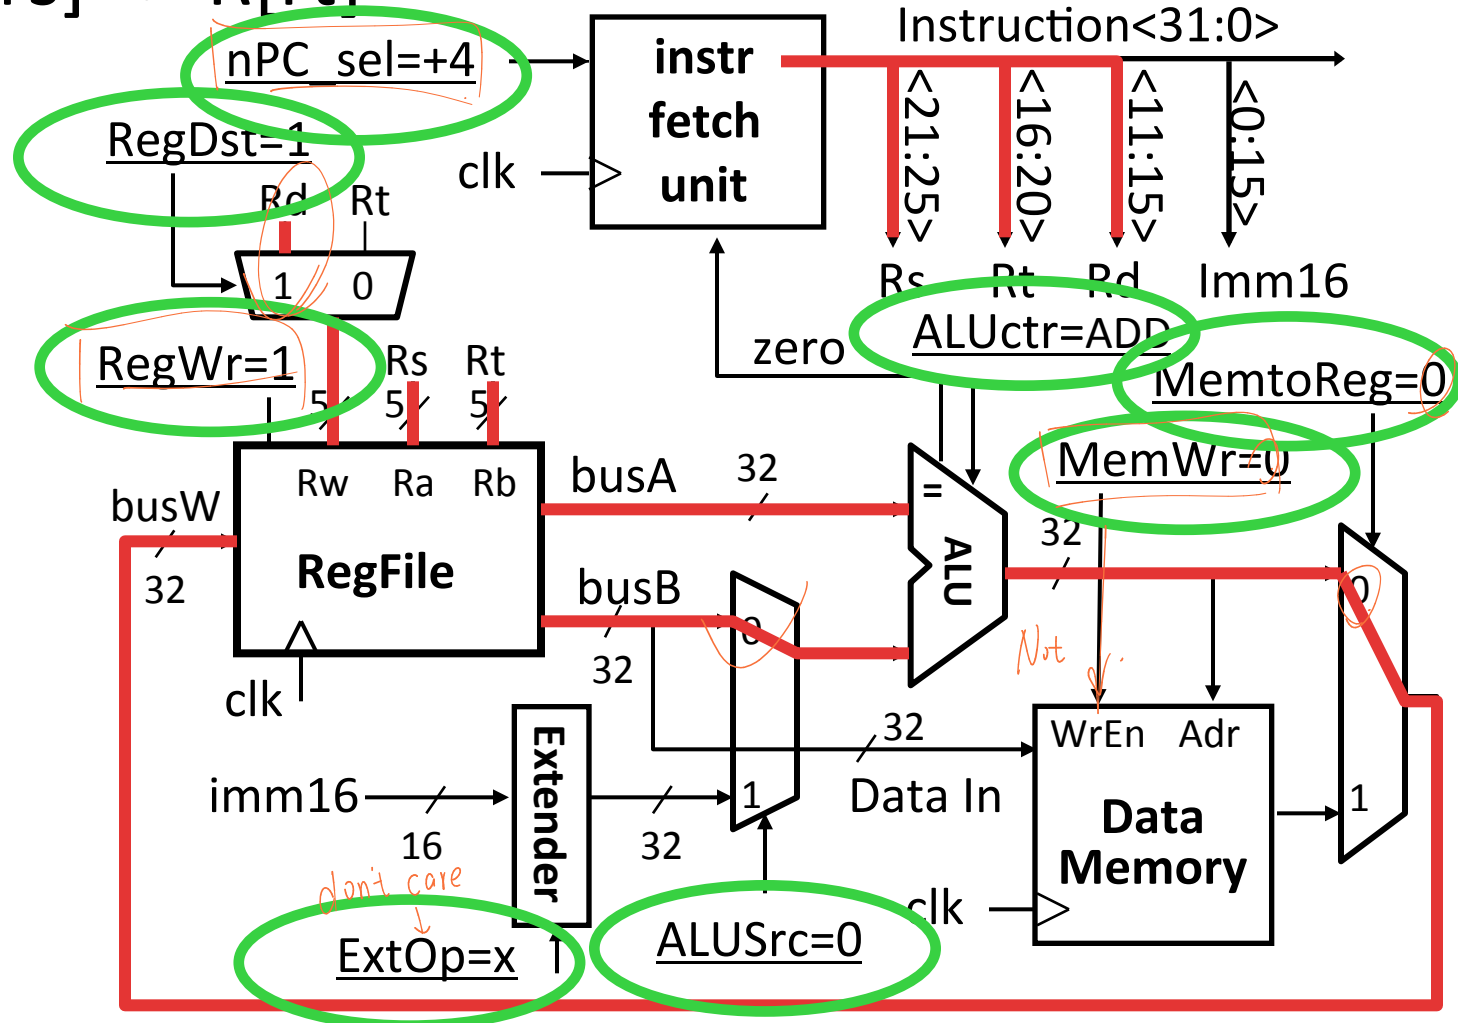 rs] + R[rt]
nPC_sel=+4
instr
fetch
unit
clk
Instruction<31:0>
<21:25>
<16:20>
<11:15>
<0:15>
Rs
Rt
Rd
Imm16
RegDst=1
Rd
Rt
1
0
ALUctr=ADD
zero
MemtoReg=0
RegWr=1
Rs
Rt
5
5
5
MemWr=0
Rw
Ra
Rb
busA
32
=
ALU
busW
32
RegFile
clk
busB
32
0
32
0
Not
WrEn
Adr
32
Data In
Data
Memory
clk
1
imm16
16
Extender
32
1
don't care
ExtOp=x
ALUSrc=0